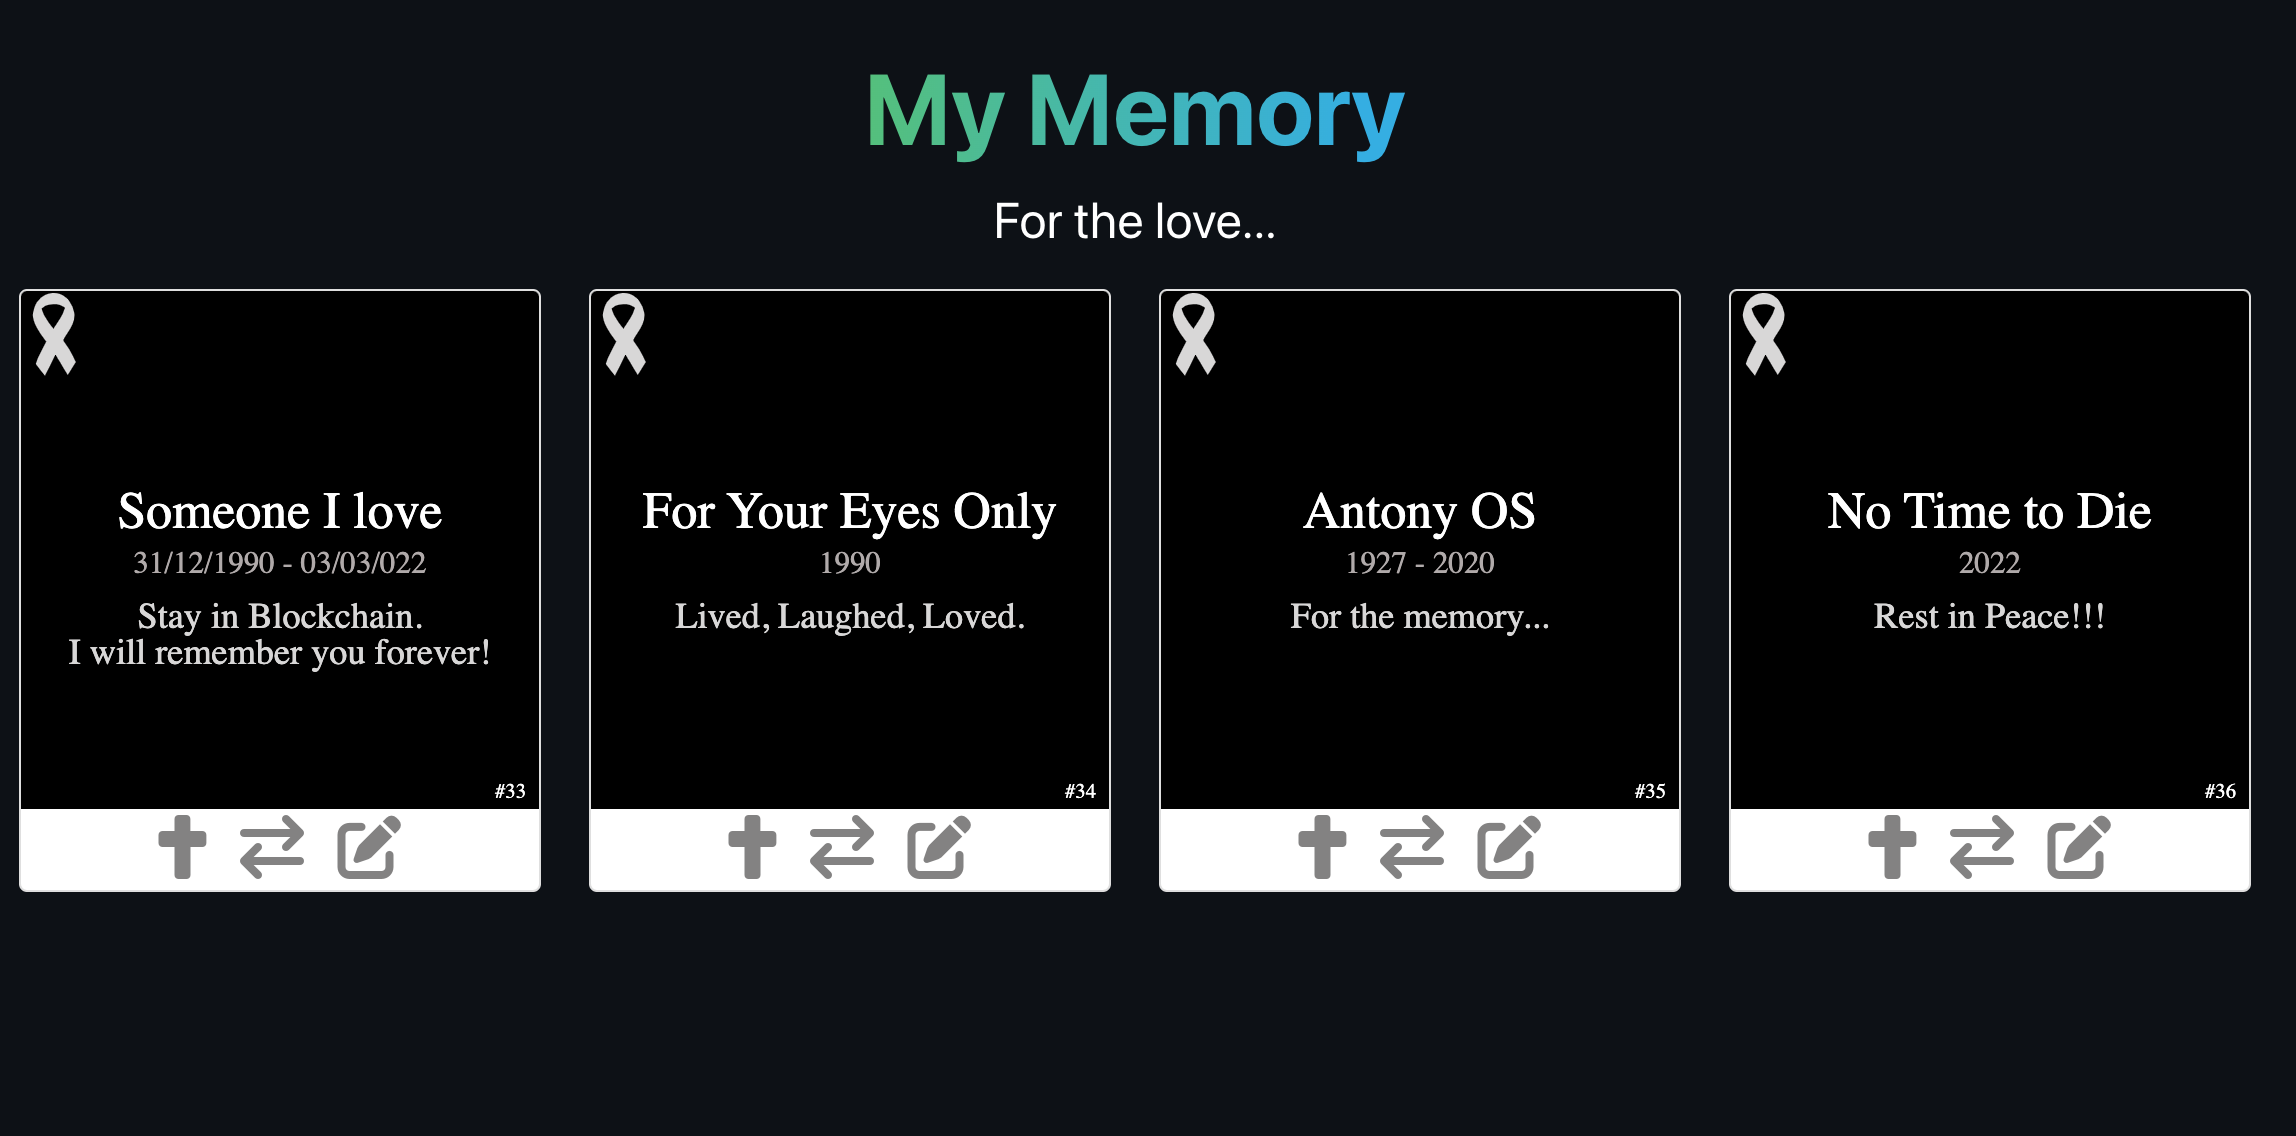 My Memory
For the love...
Someone I love
31/12/1990 - 03/03/022
Stay in Blockchain.
I will remember you forever!
#33
For Your Eyes Only
1990
Lived, Laughed, Loved.
#34
Antony OS
1927 - 2020
For the memory...
#35
No Time to Die
2022
Rest in Peace!!!
#36